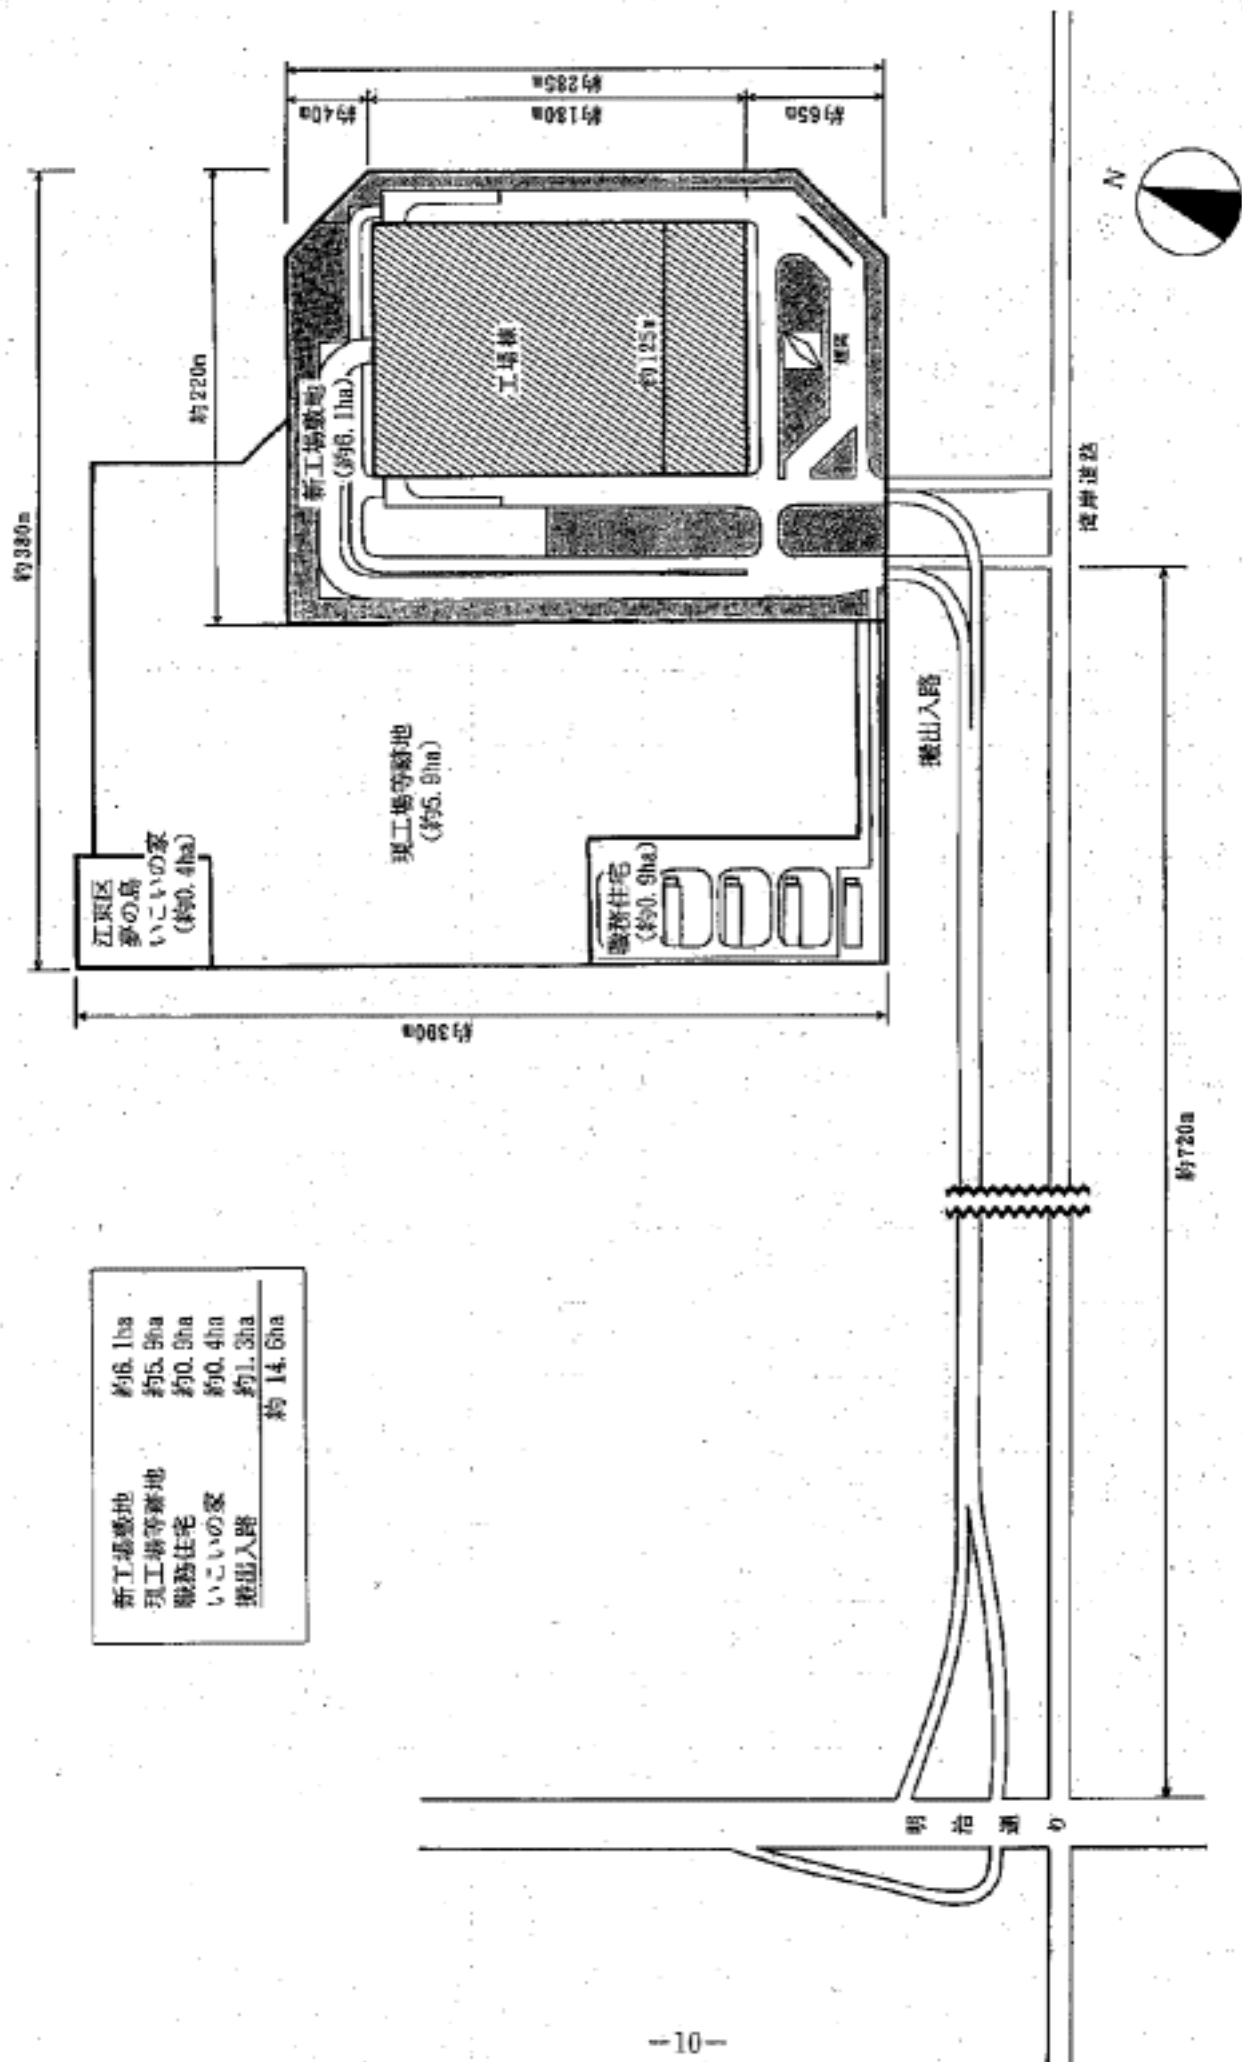 約380m
約220m
約285m
約40m
約180m
約65m
N
江東区
夢の島
いこいの家
(約0.4ha)
新工場敷地
(約6.1ha)
工場棟
約125m
煙突
現工場等跡地
(約5.9ha)
職務住宅
(約0.9ha)
搬出入路
湾岸道路
約390m
約720m
新工場敷地 約6.1ha
現工場等跡地 約5.9ha
職務住宅 約0.9ha
いこいの家 約0.4ha
搬出入路 約1.3ha
約 14.6ha
明治通り
—10—